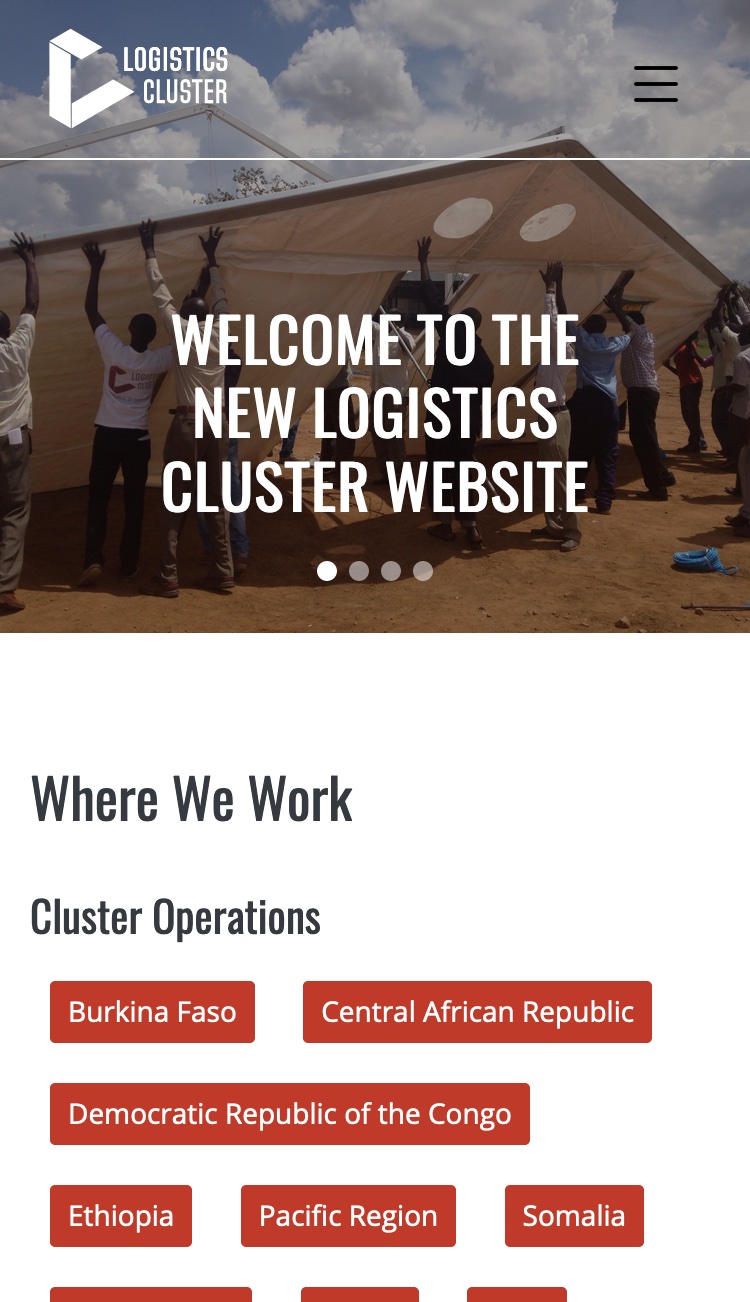 LOGISTICS
CLUSTER
WELCOME TO THE
NEW LOGISTICS
CLUSTER WEBSITE
Where We Work
Cluster Operations
Burkina Faso
Central African Republic
Democratic Republic of the Congo
Ethiopia
Pacific Region
Somalia